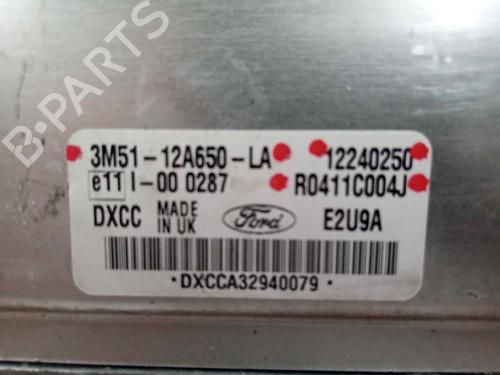 B-PARTS
3M51-12A650-LA 12240250
e11 I-00 0287 R0411C004J
DXCC MADE IN UK Ford E2U9A
·DXCCA32940079·